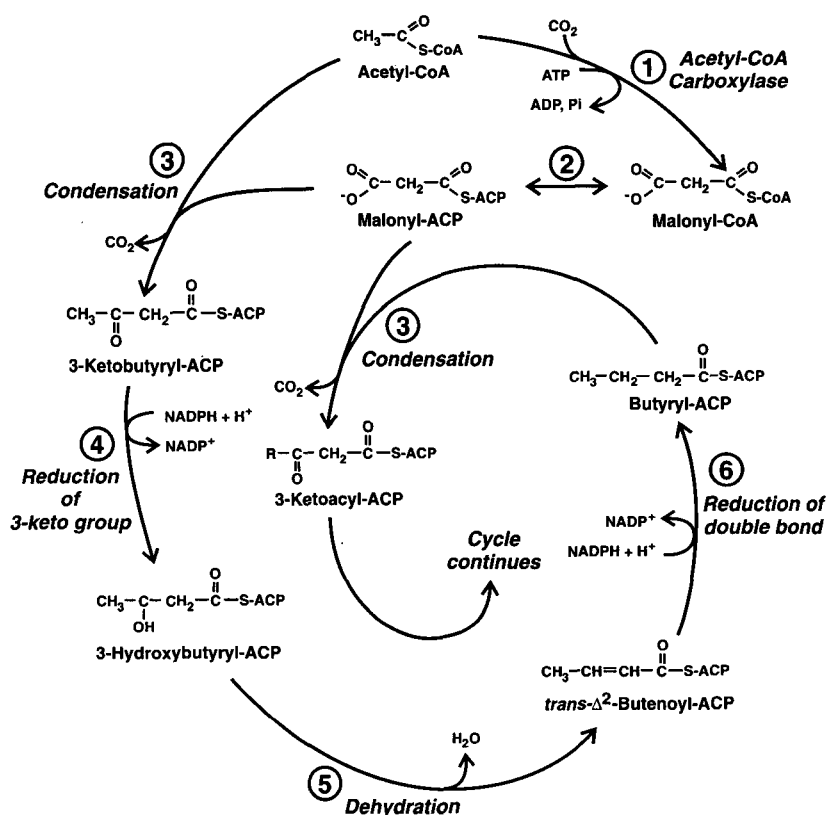 CH₃–C
O
S-CoA
Acetyl-CoA
CO₂
ATP
ADP, Pi
1
Acetyl-CoA
Carboxylase
3
Condensation
CO₂
O
C–CH₂–C
O
⁻O
S-ACP
Malonyl-ACP
2
O
C–CH₂–C
O
⁻O
S-CoA
Malonyl-CoA
O
CH₃–C–CH₂–C–S-ACP
O
3-Ketobutyryl-ACP
3
Condensation
CO₂
O
CH₃–CH₂–CH₂–C–S-ACP
Butyryl-ACP
4
Reduction
of
3-keto group
NADPH + H⁺
NADP⁺
O
R–C–CH₂–C–S-ACP
O
3-Ketoacyl-ACP
Cycle
continues
6
Reduction of
double bond
NADP⁺
NADPH + H⁺
O
CH₃–C–CH₂–C–S-ACP
OH
3-Hydroxybutyryl-ACP
O
CH₃–CH=CH–C–S-ACP
trans-Δ²-Butenoyl-ACP
H₂O
5
Dehydration